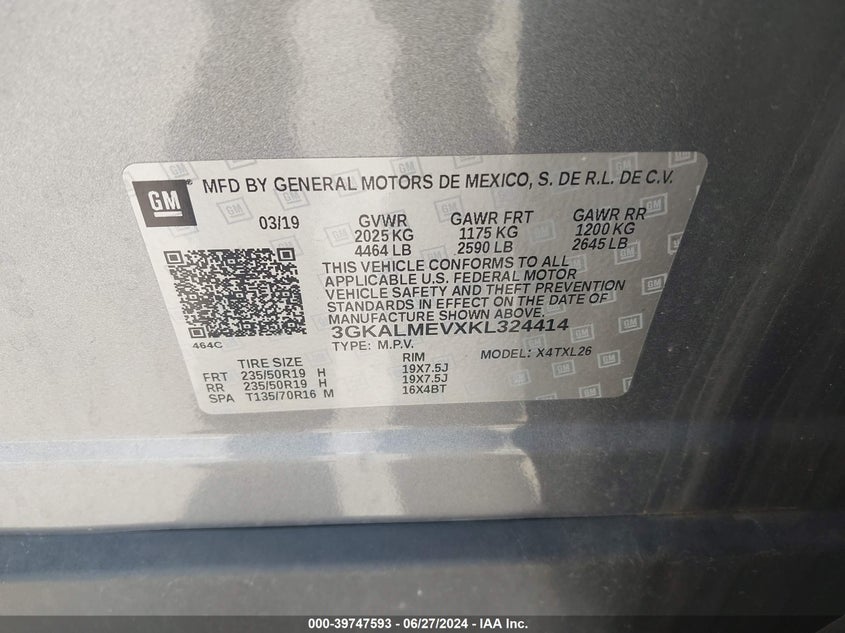 GM
MFD BY GENERAL MOTORS DE MEXICO, S. DE R.L. DE C.V.
03/19 GVWR GAWR FRT GAWR RR
2025 KG 1175 KG 1200 KG
4464 LB 2590 LB 2645 LB
THIS VEHICLE CONFORMS TO ALL
APPLICABLE U.S. FEDERAL MOTOR
VEHICLE SAFETY AND THEFT PREVENTION
STANDARDS IN EFFECT ON THE DATE OF
MANUFACTURE SHOWN ABOVE.
3GKALMEVXKL324414
464C
TYPE: M.P.V. MODEL: X4TXL26
TIRE SIZE RIM
FRT 235/50R19 H 19X7.5J
RR 235/50R19 H 19X7.5J
SPA T135/70R16 M 16X4BT
000-39747593 - 06/27/2024 - IAA Inc.